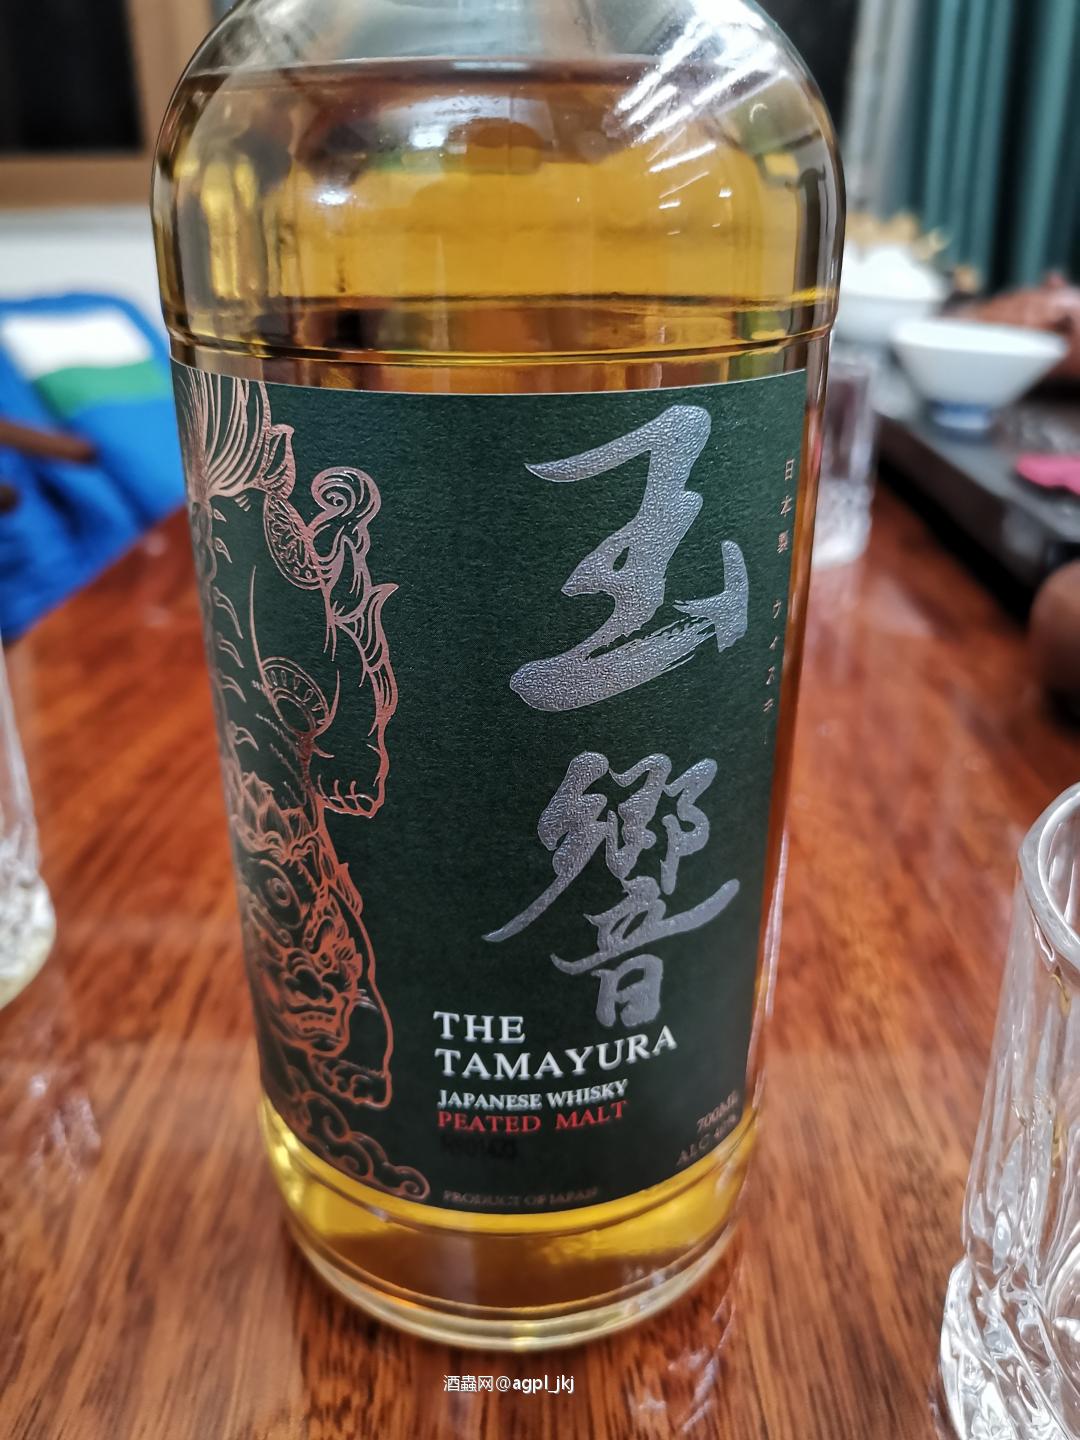 玉響
日本製 ウイスキー
THE
TAMAYURA
JAPANESE WHISKY
PEATED MALT
700ML
PRODUCT OF JAPAN
酒蟲网@agpl_jkj